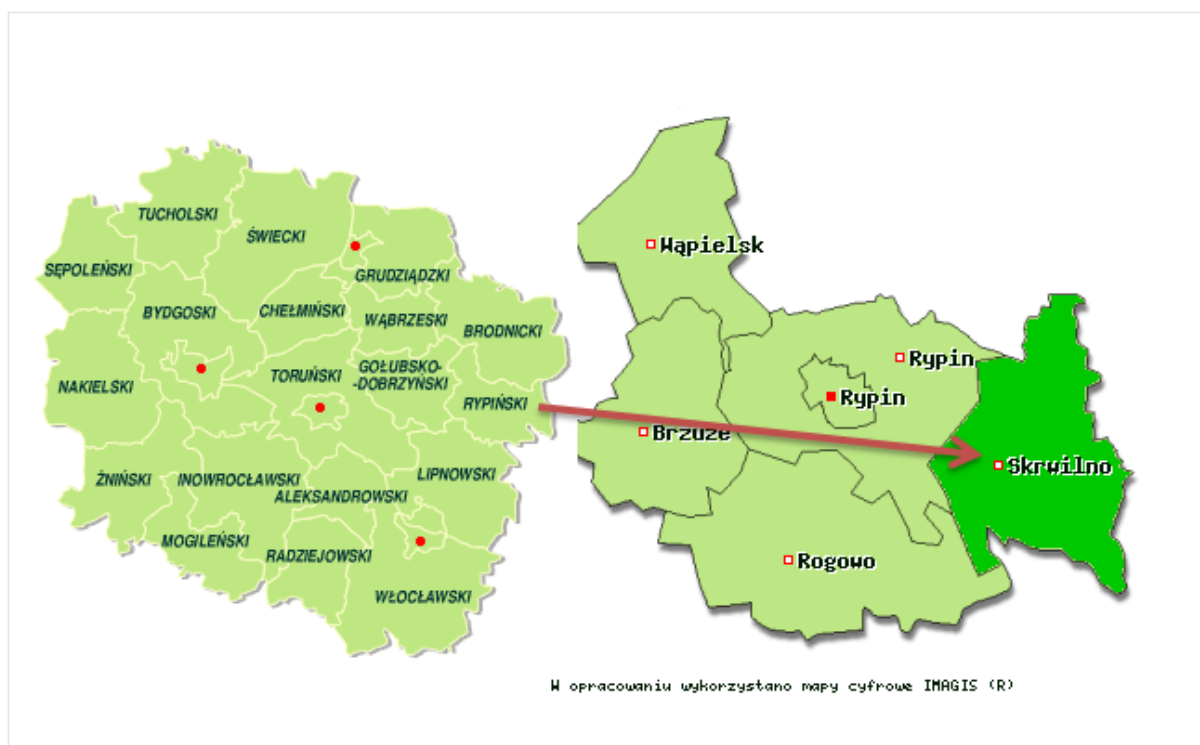 TUCHOLSKI
ŚWIECKI
SĘPOLEŃSKI
GRUDZIĄDZKI
BYDGOSKI
CHEŁMIŃSKI
WĄBRZESKI
BRODNICKI
NAKIELSKI
TORUŃSKI
GOŁUBSKO-
-DOBRZYŃSKI
RYPIŃSKI
LIPNOWSKI
ŻNIŃSKI
INOWROCŁAWSKI
ALEKSANDROWSKI
MOGILEŃSKI
RADZIEJOWSKI
WŁOCŁAWSKI
Wąpielsk
Rypin
Rypin
Brzuze
Skrwilno
Rogowo
W opracowaniu wykorzystano mapy cyfrowe IMAGIS (R)